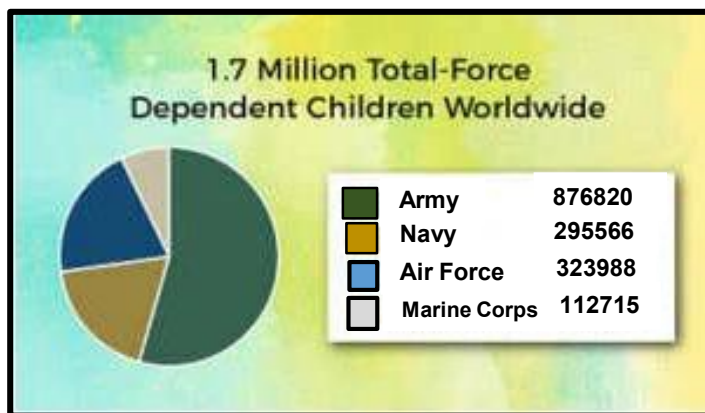 1.7 Million Total-Force
Dependent Children Worldwide
Army 876820
Navy 295566
Air Force 323988
Marine Corps 112715